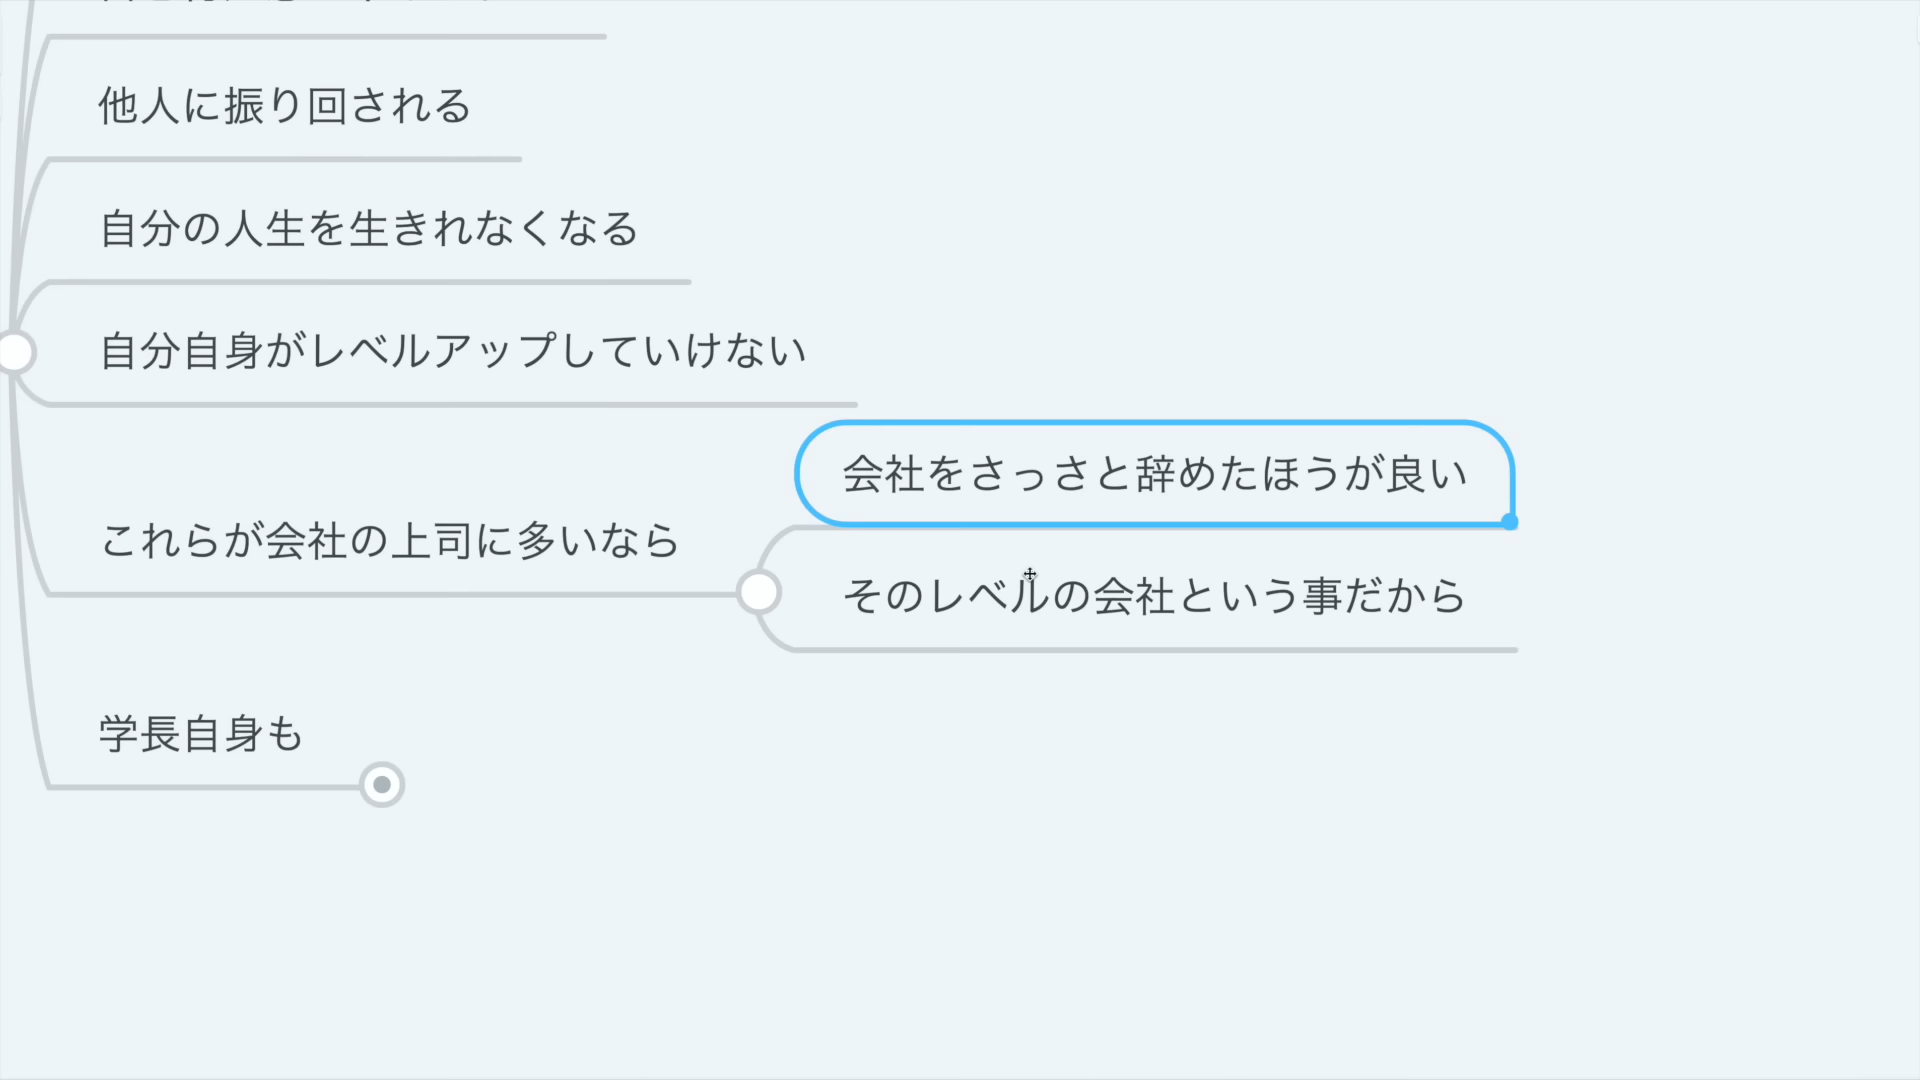 他人に振り回される
自分の人生を生きれなくなる
自分自身がレベルアップしていけない
会社をさっさと辞めたほうが良い
これらが会社の上司に多いなら
そのレベルの会社という事だから
学長自身も